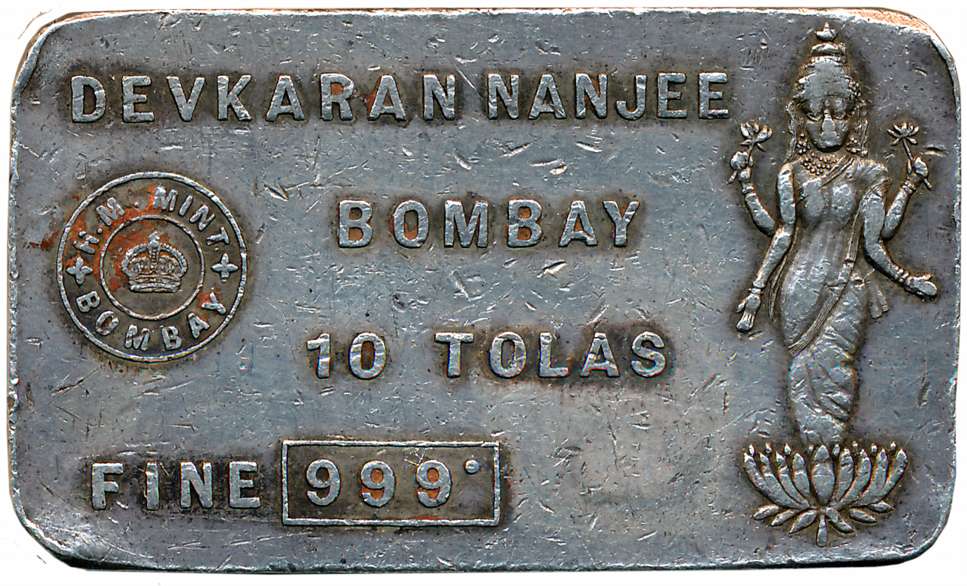 DEVKARAN NANJEE
H.M. MINT.
BOMBAY
BOMBAY
10 TOLAS
FINE 999°